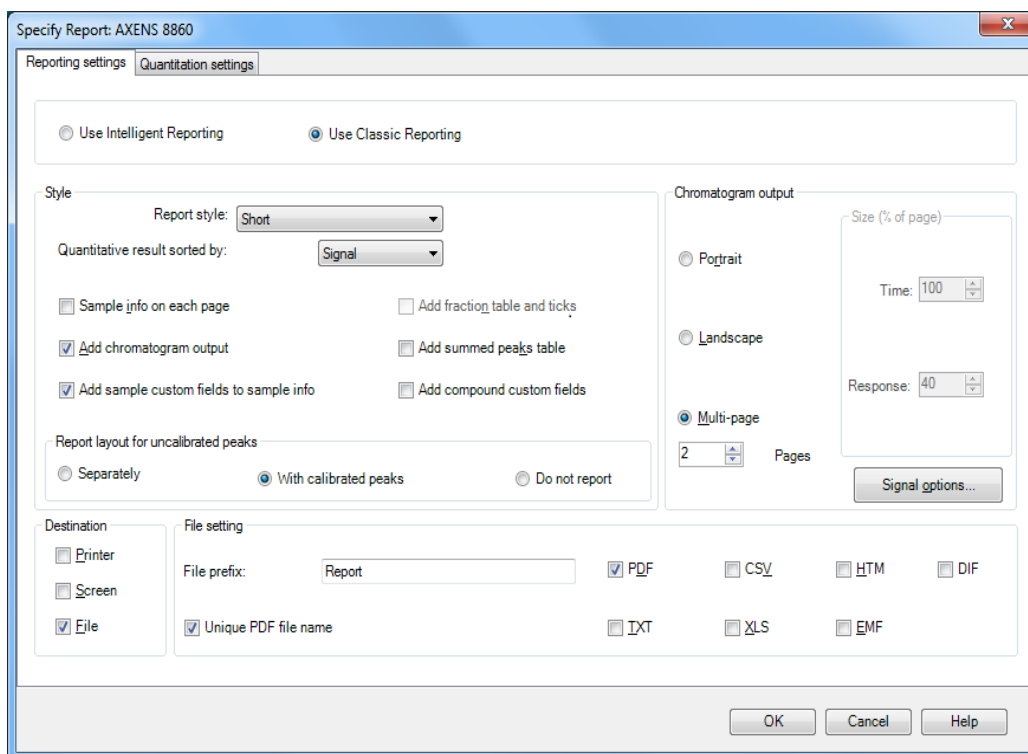 Specify Report: AXENS 8860
Reporting settings
Quantitation settings
Use Intelligent Reporting
Use Classic Reporting
Style
Report style:
Short
Quantitative result sorted by:
Signal
Sample info on each page
Add fraction table and ticks
Add chromatogram output
Add summed peaks table
Add sample custom fields to sample info
Add compound custom fields
Report layout for uncalibrated peaks
Separately
With calibrated peaks
Do not report
Chromatogram output
Size (% of page)
Portrait
Time: 100
Landscape
Response: 40
Multi-page
2 Pages
Signal options...
Destination
Printer
Screen
File
File setting
File prefix: Report
PDF
CSV
HTM
DIF
Unique PDF file name
TXT
XLS
EMF
OK
Cancel
Help